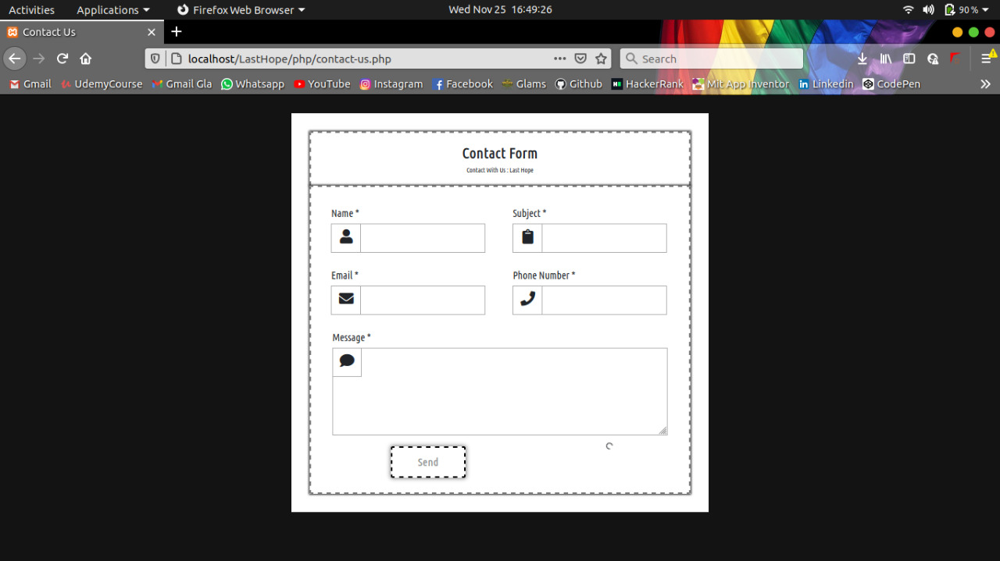 Activities Applications Firefox Web Browser Wed Nov 25 16:49:26 90 %
Contact Us
localhost/LastHope/php/contact-us.php Search
Gmail UdemyCourse Gmail Gla Whatsapp YouTube Instagram Facebook Glams Github HackerRank Mit App Inventor Linkedin CodePen
Contact Form
Contact With Us : Last Hope
Name * Subject *
Email * Phone Number *
Message *
Send